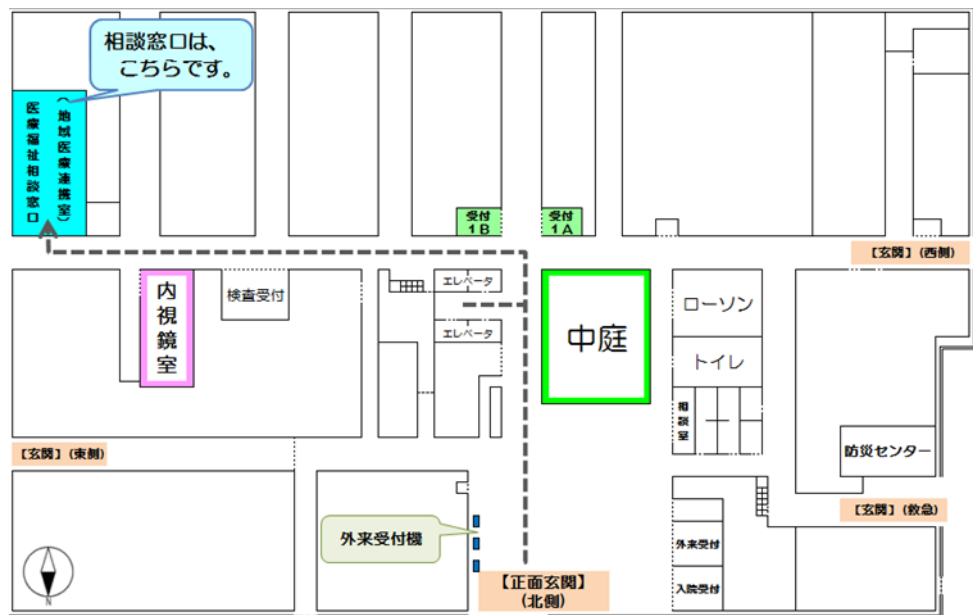 相談窓口は、
こちらです。
医療福祉相談窓口
(地域医療連携室)
受付
1B
受付
1A
【玄関】(西側)
内視鏡室
検査受付
エレベータ
エレベータ
中庭
ローソン
トイレ
相談室
【玄関】(東側)
防災センター
【玄関】(救急)
外来受付機
外来受付
入院受付
【正面玄関】
(北側)
N